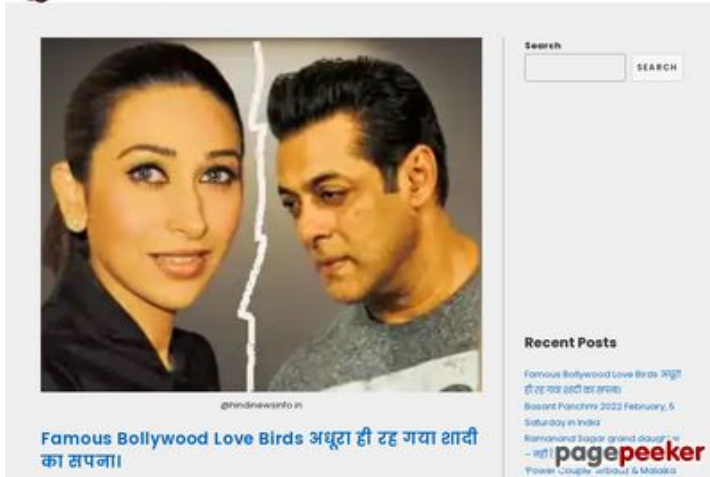 Search
SEARCH
@hindinewsinfo.in
Famous Bollywood Love Birds अधूरा ही रह गया शादी
का सपना।
Recent Posts
Famous Bollywood Love Birds अधूरा
ही रह गया शादी का सपना।
Basant Panchmi 2022 February, 5
Saturday in India
Ramanand Sagar grand
– नहीं
pagepeeker
'Power Couple' Arbaaz & Malaika